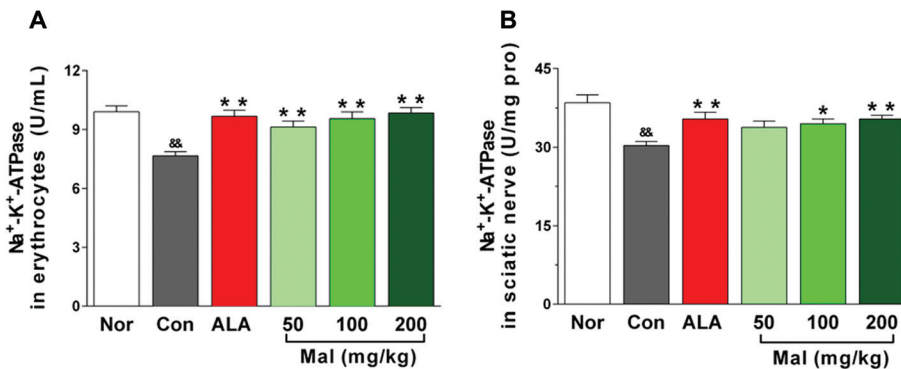 A
Na+-K+-ATPase
in erythrocytes (U/mL)
12
9
6
3
0
&&
* *
* *
* *
* *
Nor Con ALA 50 100 200
Mal (mg/kg)
B
Na+-K+-ATPase
in sciatic nerve (U/mg pro)
45
30
15
0
&&
* *
*
* *
Nor Con ALA 50 100 200
Mal (mg/kg)